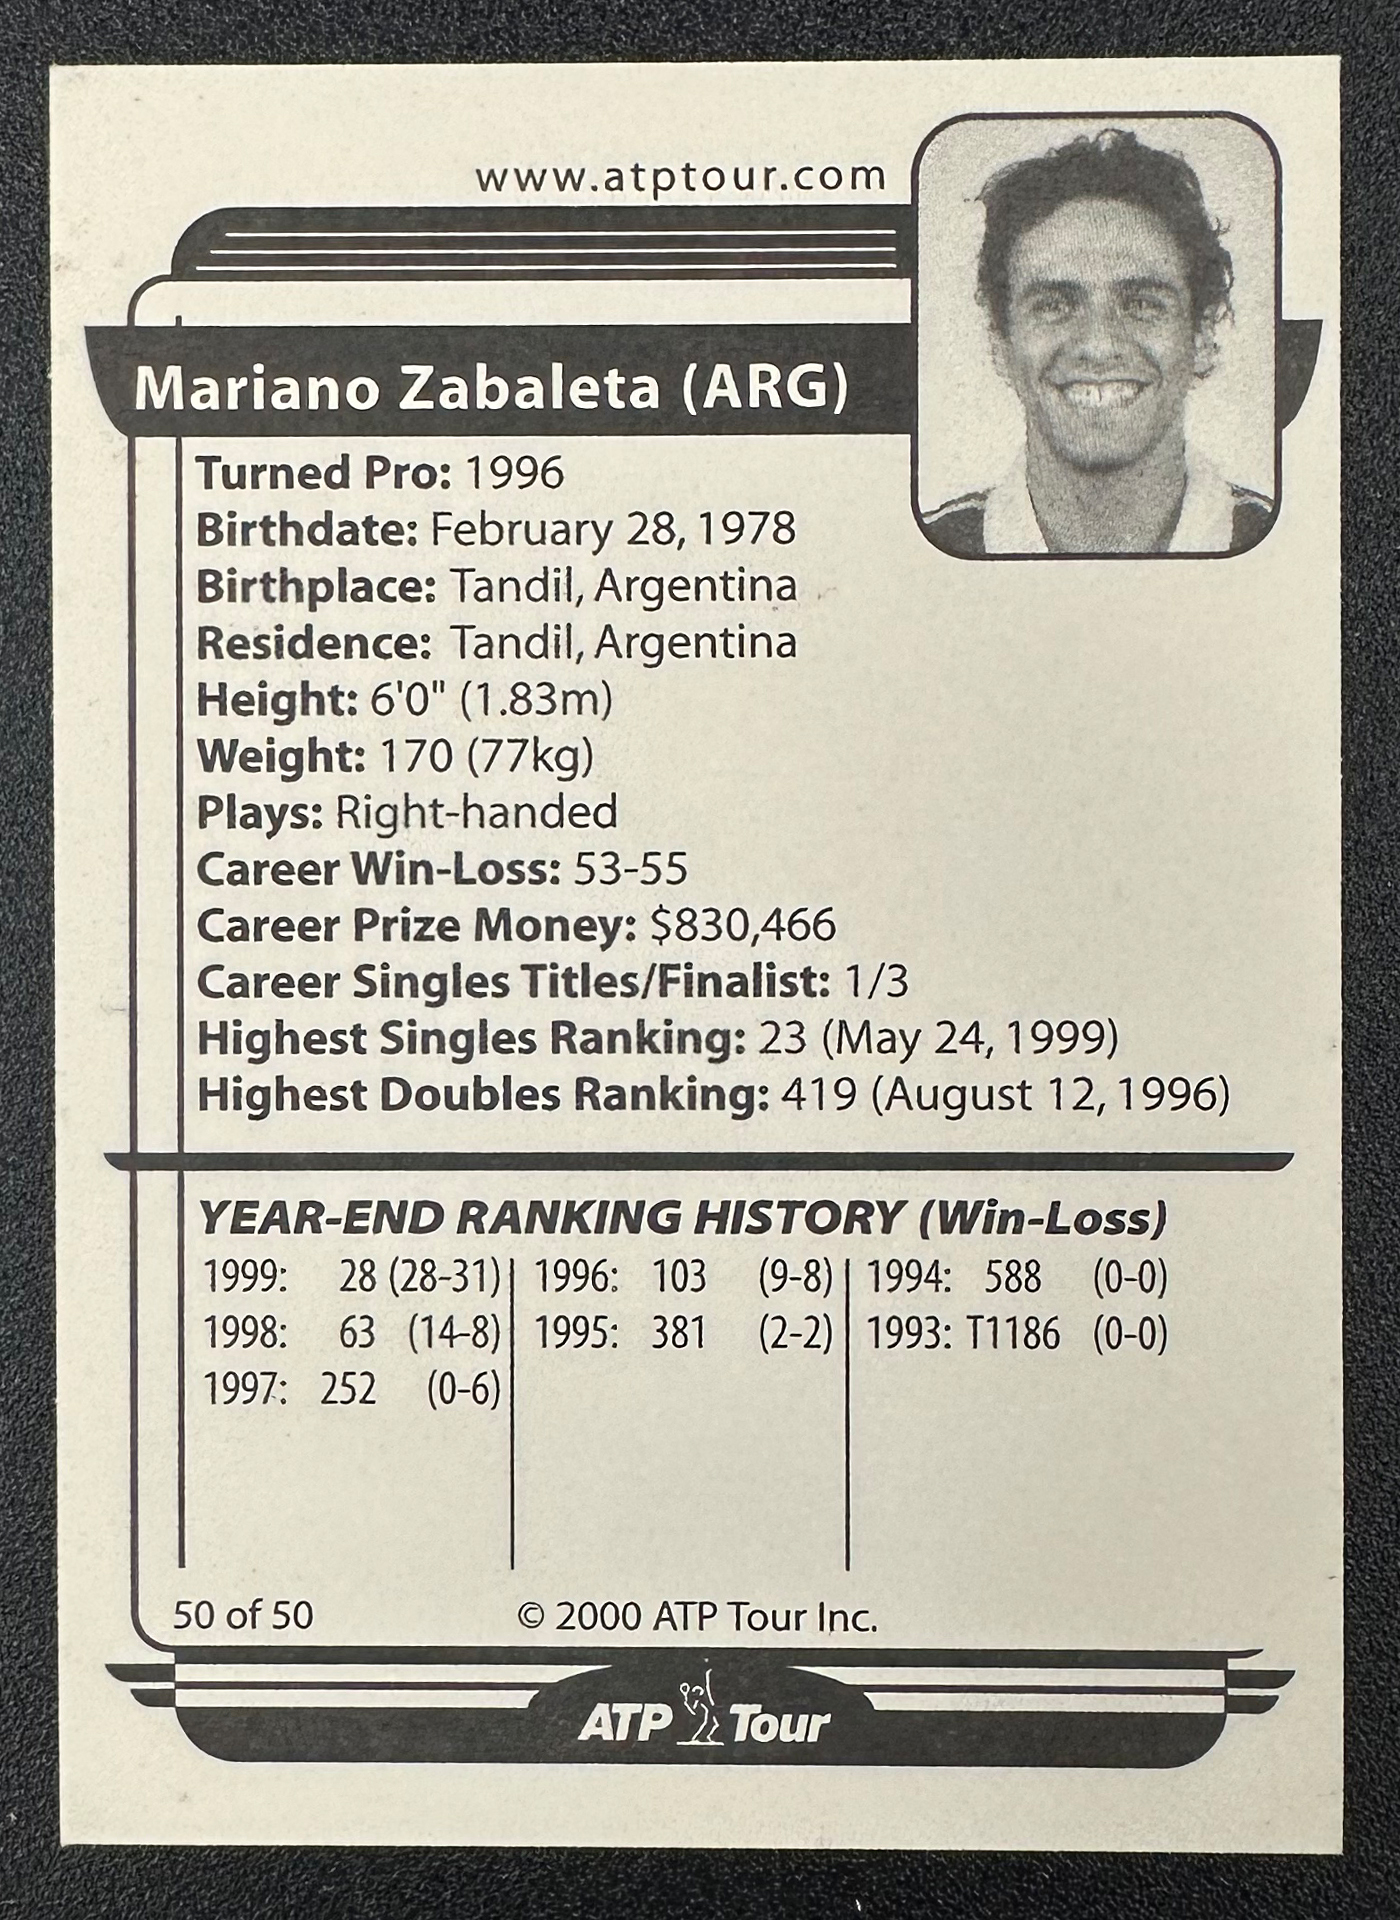 www.atptour.com
Mariano Zabaleta (ARG)
Turned Pro: 1996
Birthdate: February 28, 1978
Birthplace: Tandil, Argentina
Residence: Tandil, Argentina
Height: 6'0" (1.83m)
Weight: 170 (77kg)
Plays: Right-handed
Career Win-Loss: 53-55
Career Prize Money: $830,466
Career Singles Titles/Finalist: 1/3
Highest Singles Ranking: 23 (May 24, 1999)
Highest Doubles Ranking: 419 (August 12, 1996)
YEAR-END RANKING HISTORY (Win-Loss)
1999: 28 (28-31) 1996: 103 (9-8) 1994: 588 (0-0)
1998: 63 (14-8) 1995: 381 (2-2) 1993: T1186 (0-0)
1997: 252 (0-6)
50 of 50 © 2000 ATP Tour Inc.
ATP Tour